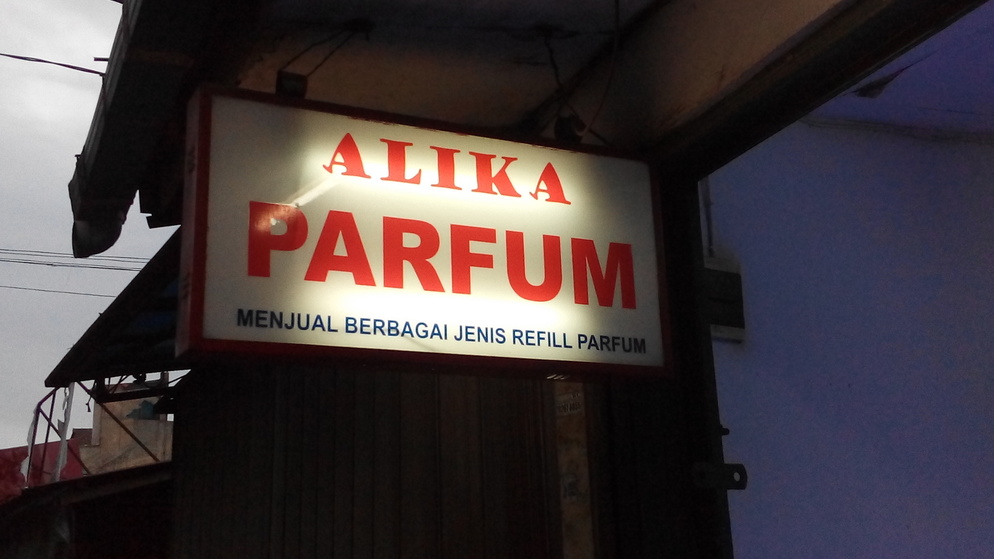 ALIKA
PARFUM
MENJUAL BERBAGAI JENIS REFILL PARFUM